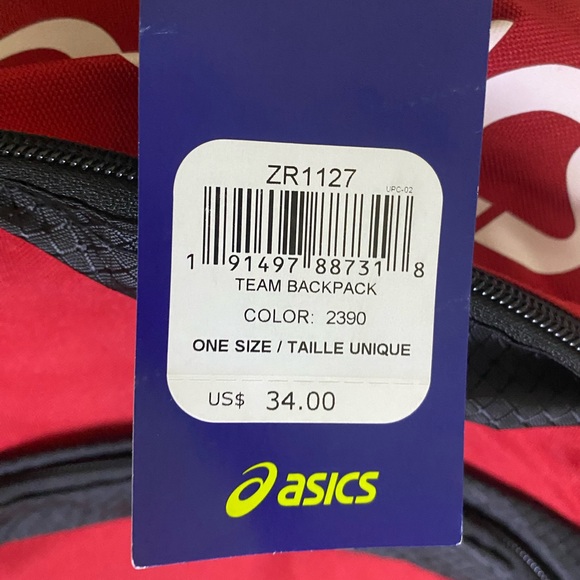 ZR1127
UPC-02
1 91497 88731 8
TEAM BACKPACK
COLOR: 2390
ONE SIZE / TAILLE UNIQUE
US$ 34.00
asics